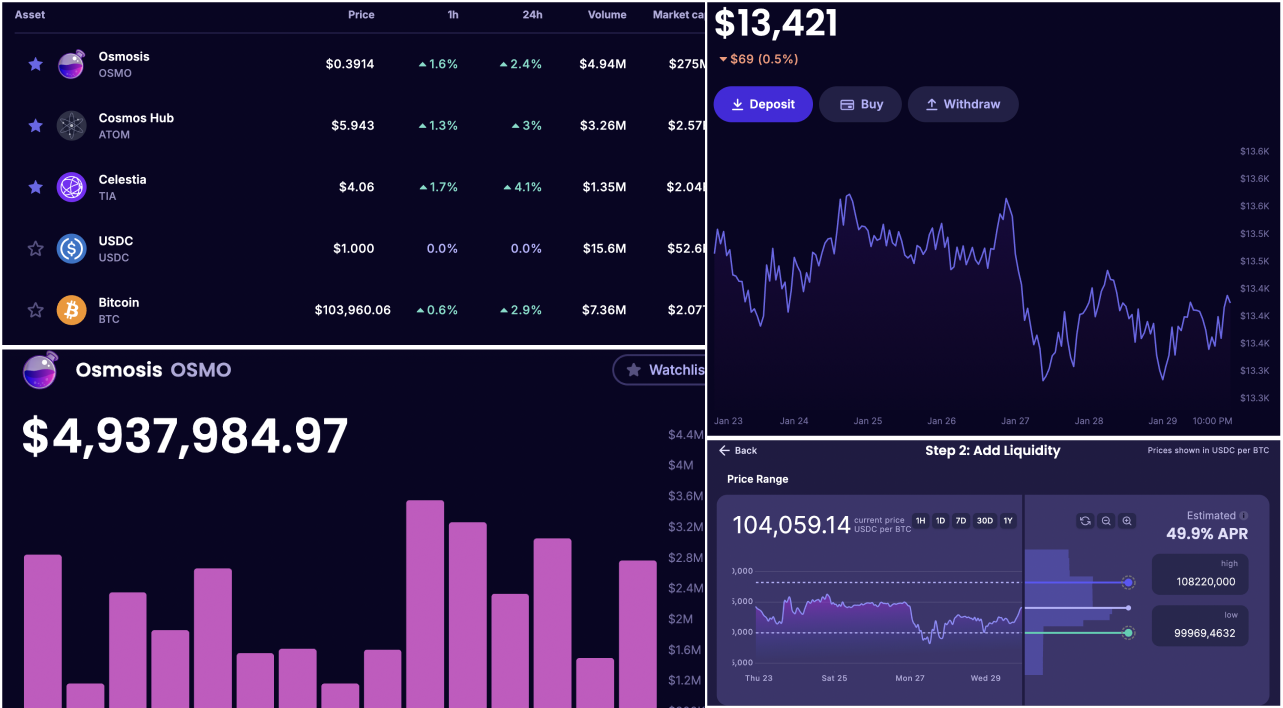 Asset Price 1h 24h Volume Market ca
Osmosis
OSMO
$0.3914 1.6% 2.4% $4.94M $275M
Cosmos Hub
ATOM
$5.943 1.3% 3% $3.26M $2.57
Celestia
TIA
$4.06 1.7% 4.1% $1.35M $2.04
USDC
USDC
$1.000 0.0% 0.0% $15.6M $52.6
Bitcoin
BTC
$103,960.06 0.6% 2.9% $7.36M $2.07
Osmosis OSMO
Watchlis
$4,937,984.97
$4.4M
$4M
$3.6M
$3.2M
$2.8M
$2.4M
$2M
$1.6M
$1.2M
$13,421
$69 (0.5%)
Deposit Buy Withdraw
$13.6K
$13.6K
$13.6K
$13.5K
$13.5K
$13.4K
$13.4K
$13.4K
$13.3K
$13.3K
Jan 23 Jan 24 Jan 25 Jan 26 Jan 27 Jan 28 Jan 29 10:00 PM
Back Step 2: Add Liquidity Prices shown in USDC per BTC
Price Range
104,059.14 current price
USDC per BTC
1H 1D 7D 30D 1Y
Estimated
49.9% APR
high
108220,000
low
99969,4632
0,000
5,000
0,000
5,000
Thu 23 Sat 25 Mon 27 Wed 29